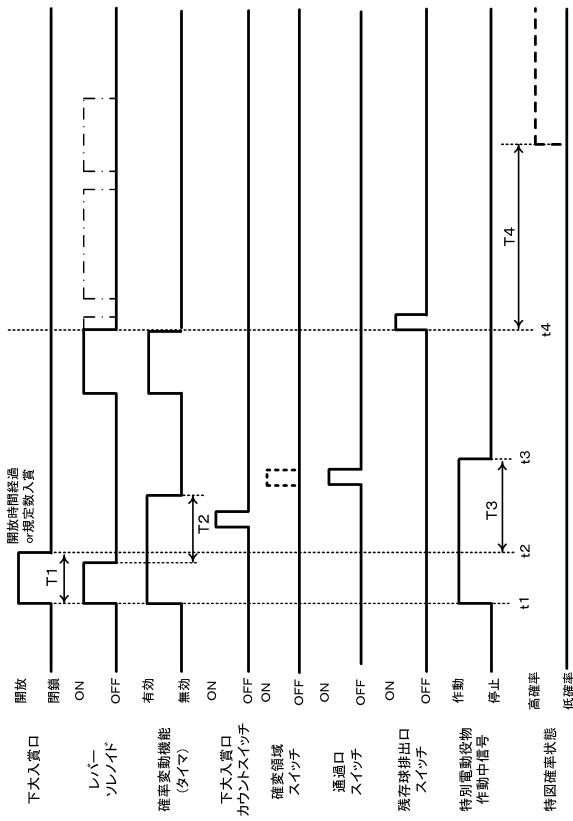 開放時間経過
or規定数入賞
下大入賞口
開放
閉鎖
T1
レバー
ソレノイド
ON
OFF
確率変動機能
(タイマ)
有効
無効
T2
下大入賞口
カウントスイッチ
ON
OFF
確変領域
スイッチ
ON
OFF
通過口
スイッチ
ON
OFF
残存球排出口
スイッチ
ON
OFF
特別電動役物
作動中信号
作動
停止
T3
T4
t1
t2
t3
t4
特図確率状態
高確率
低確率